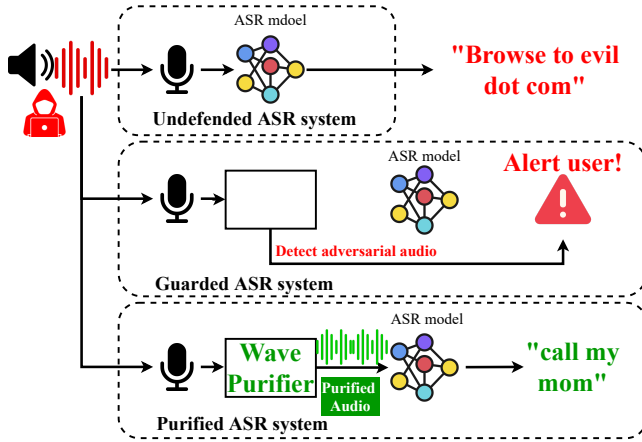 ASR mdoel
"Browse to evil
dot com"
Undefended ASR system
ASR model
Alert user!
Detect adversarial audio
Guarded ASR system
ASR model
Wave
Purifier
Purified
Audio
"call my
mom"
Purified ASR system